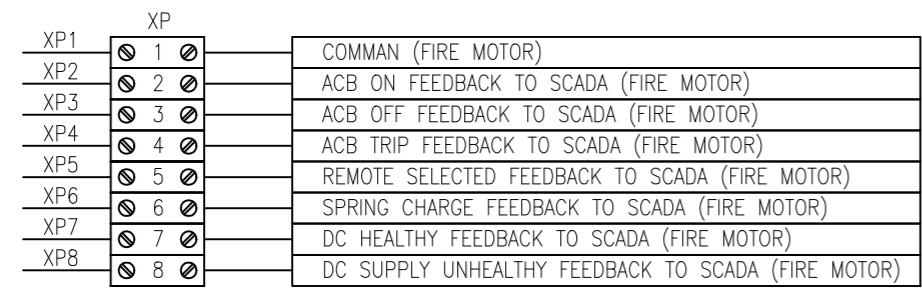 XP
XP1 1 COMMAN (FIRE MOTOR)
XP2 2 ACB ON FEEDBACK TO SCADA (FIRE MOTOR)
XP3 3 ACB OFF FEEDBACK TO SCADA (FIRE MOTOR)
XP4 4 ACB TRIP FEEDBACK TO SCADA (FIRE MOTOR)
XP5 5 REMOTE SELECTED FEEDBACK TO SCADA (FIRE MOTOR)
XP6 6 SPRING CHARGE FEEDBACK TO SCADA (FIRE MOTOR)
XP7 7 DC HEALTHY FEEDBACK TO SCADA (FIRE MOTOR)
XP8 8 DC SUPPLY UNHEALTHY FEEDBACK TO SCADA (FIRE MOTOR)